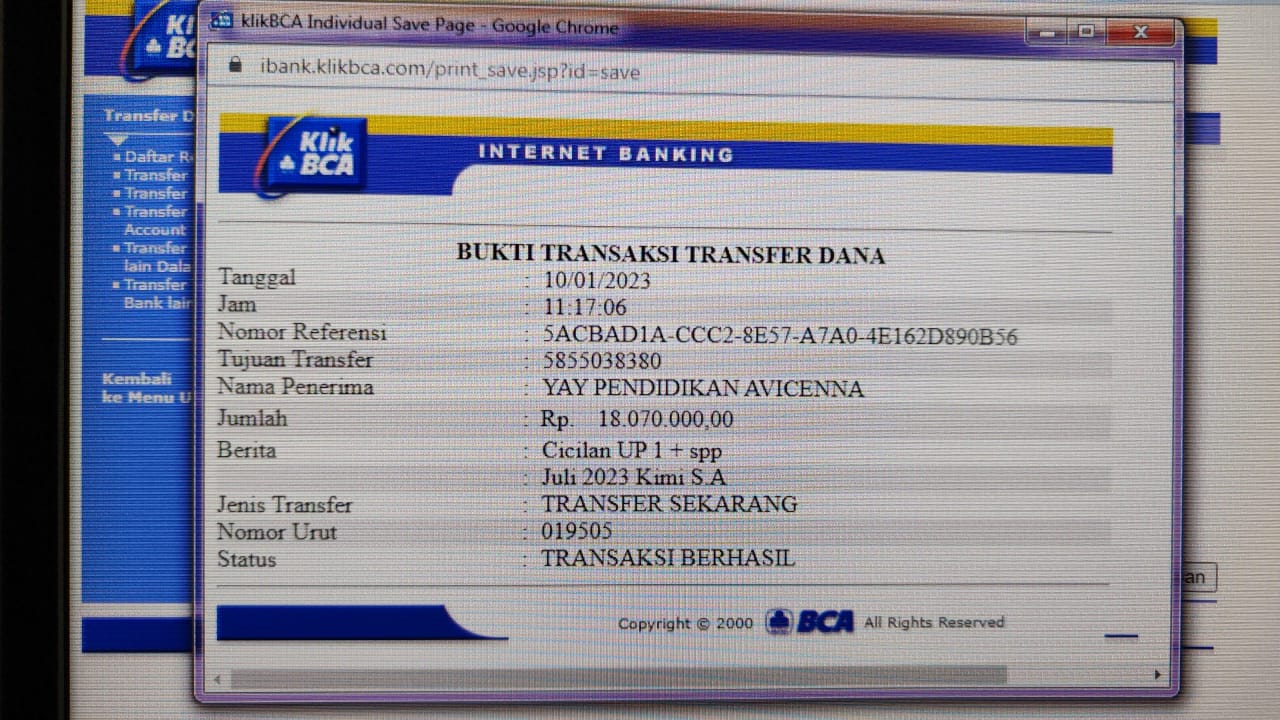 klikBCA Individual Save Page - Google Chrome
ibank.klikbca.com/print_save.jsp?id=save
Klik
BCA
INTERNET BANKING
BUKTI TRANSAKSI TRANSFER DANA
Tanggal : 10/01/2023
Jam : 11:17:06
Nomor Referensi : 5ACBAD1A-CCC2-8E57-A7A0-4E162D890B56
Tujuan Transfer : 5855038380
Nama Penerima : YAY PENDIDIKAN AVICENNA
Jumlah : Rp. 18.070.000,00
Berita : Cicilan UP 1 + spp
: Juli 2023 Kimi S.A
Jenis Transfer : TRANSFER SEKARANG
Nomor Urut : 019505
Status : TRANSAKSI BERHASIL
Copyright © 2000 BCA All Rights Reserved
Transfer D
Daftar R
Transfer
Transfer
Transfer
Account
Transfer
lain Dala
Transfer
Bank lain
Kembali
ke Menu U
an